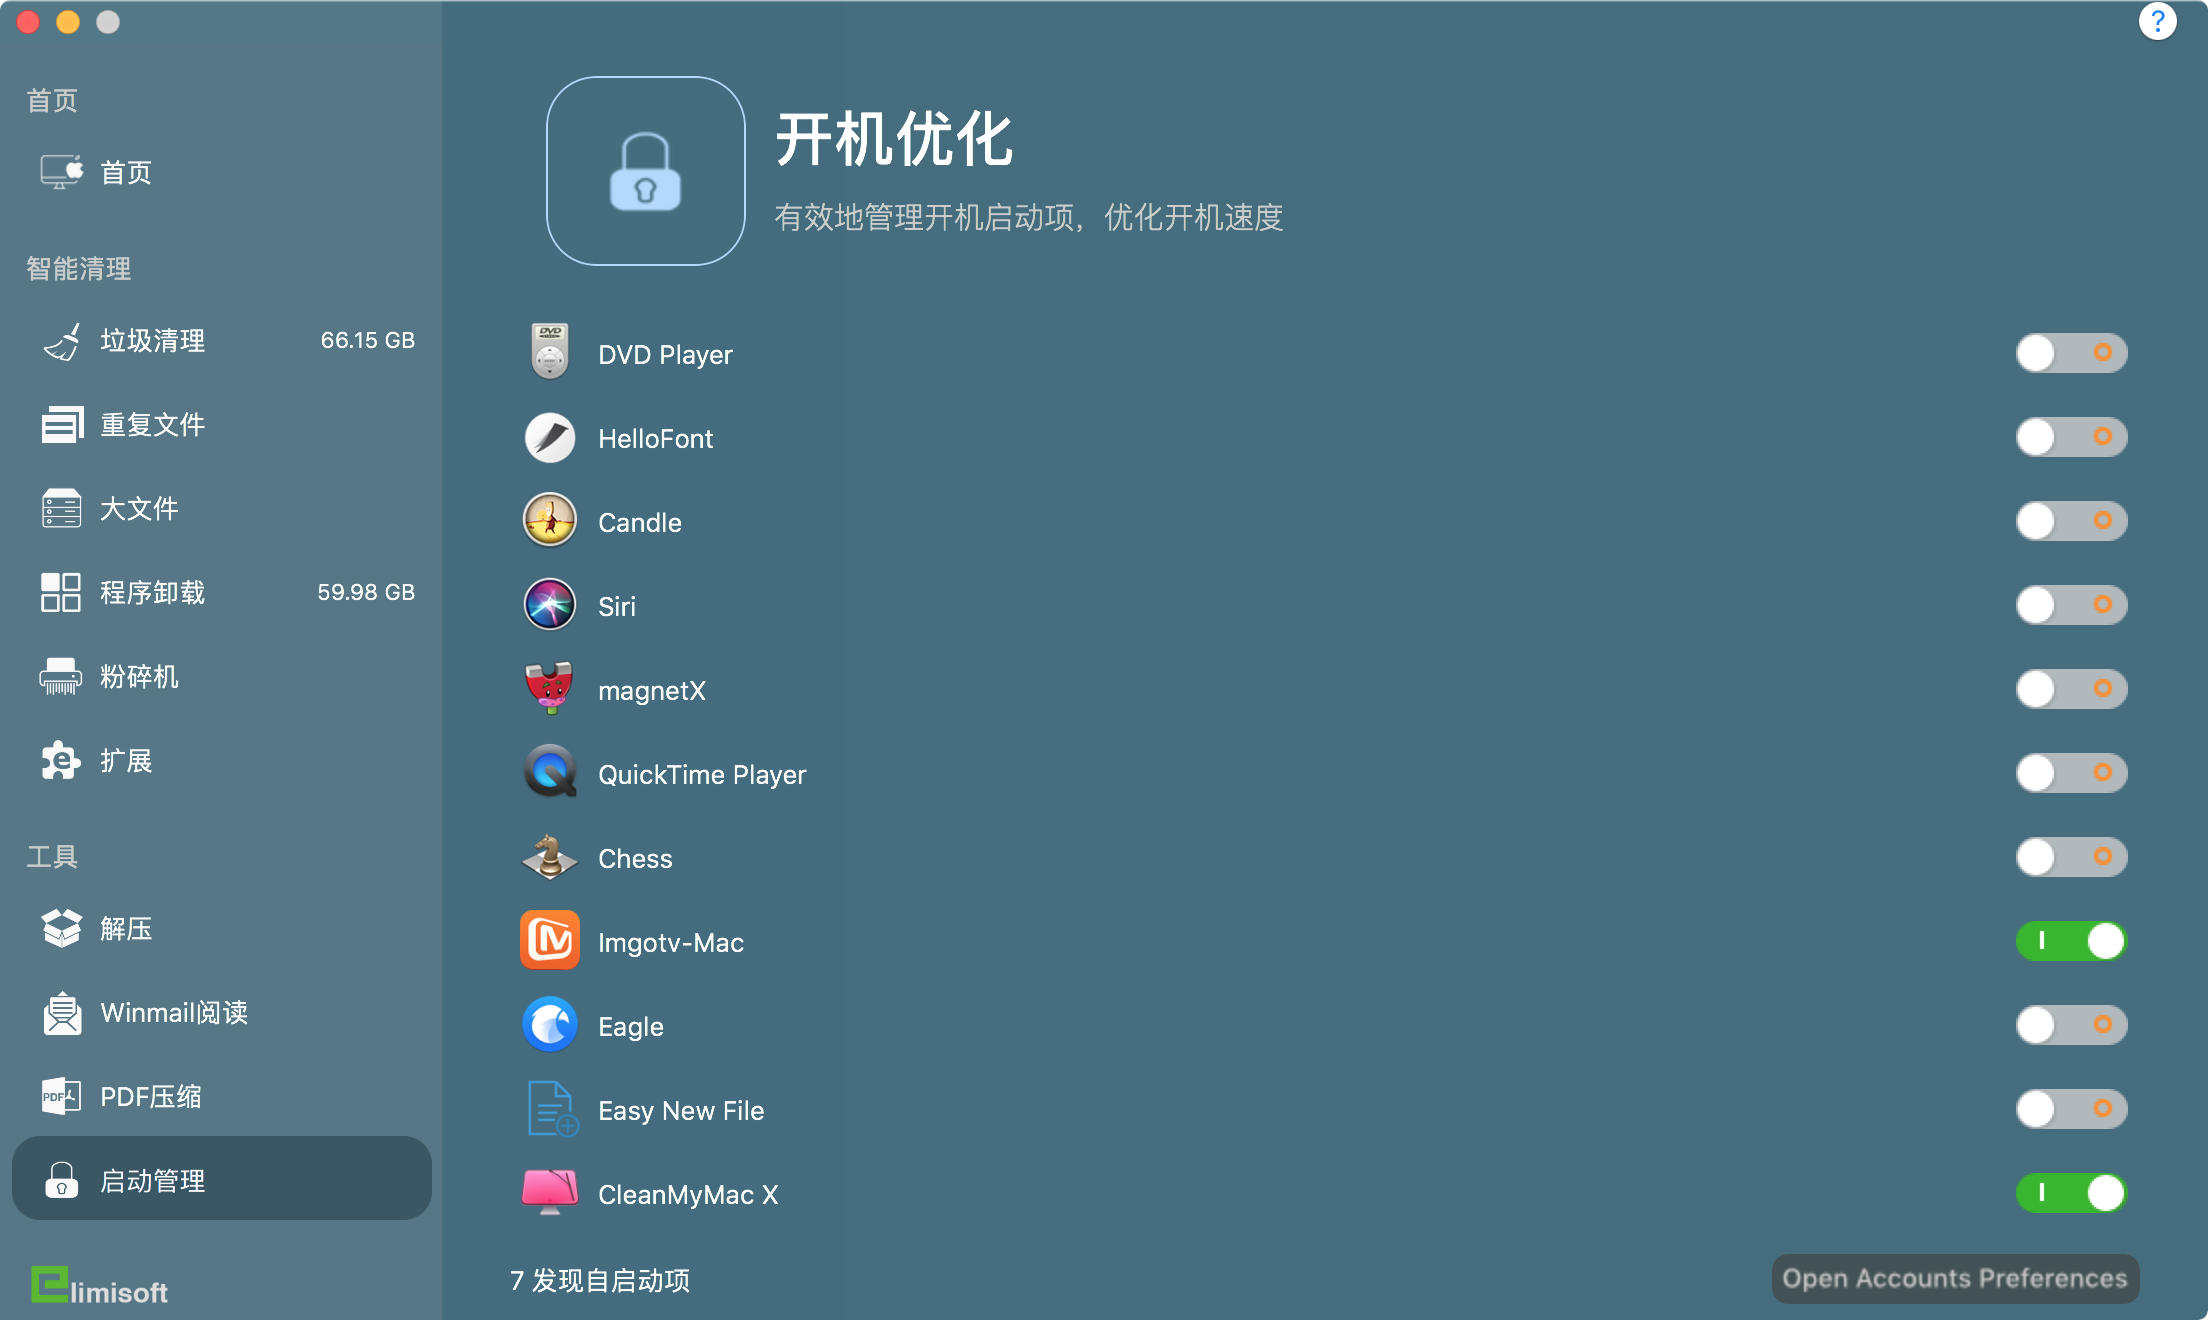 ?
首页
首页
智能清理
垃圾清理 66.15 GB
重复文件
大文件
程序卸载 59.98 GB
粉碎机
扩展
工具
解压
Winmail阅读
PDF
PDF压缩
启动管理
Elimisoft
开机优化
有效地管理开机启动项，优化开机速度
DVD
DVD Player
HelloFont
Candle
Siri
magnetX
QuickTime Player
Chess
Imgotv-Mac
Eagle
Easy New File
CleanMyMac X
7 发现自启动项
Open Accounts Preferences